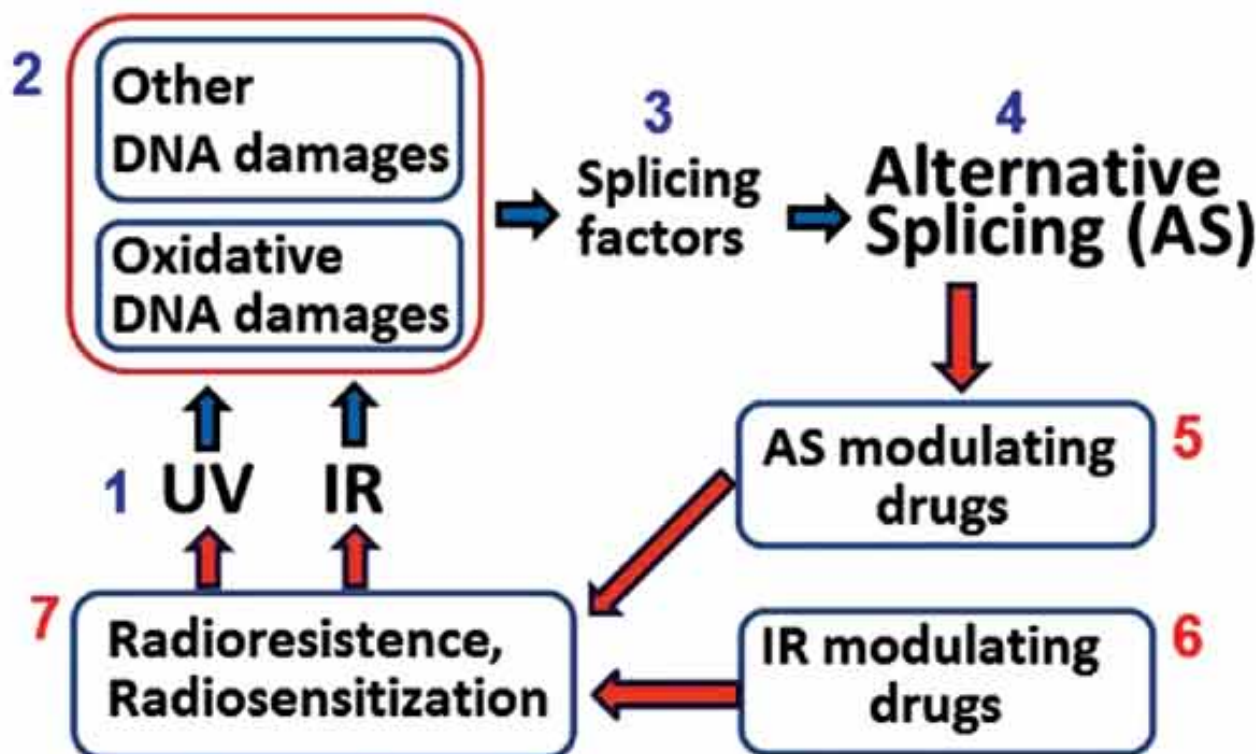 2
Other
DNA damages
Oxidative
DNA damages
3
Splicing
factors
4
Alternative
Splicing (AS)
1 UV IR
AS modulating
drugs
5
7
Radioresistence,
Radiosensitization
IR modulating
drugs
6